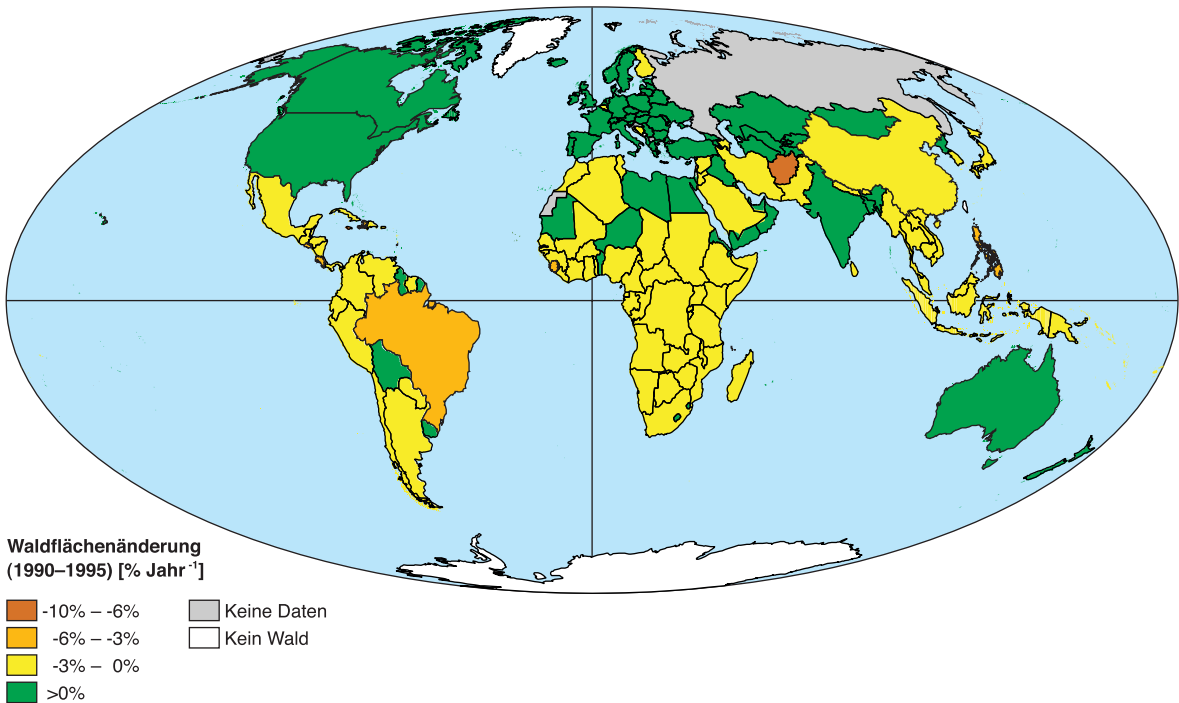 Waldflächenänderung
(1990–1995) [% Jahr -1]
-10% – -6%
-6% – -3%
-3% – 0%
>0%
Keine Daten
Kein Wald